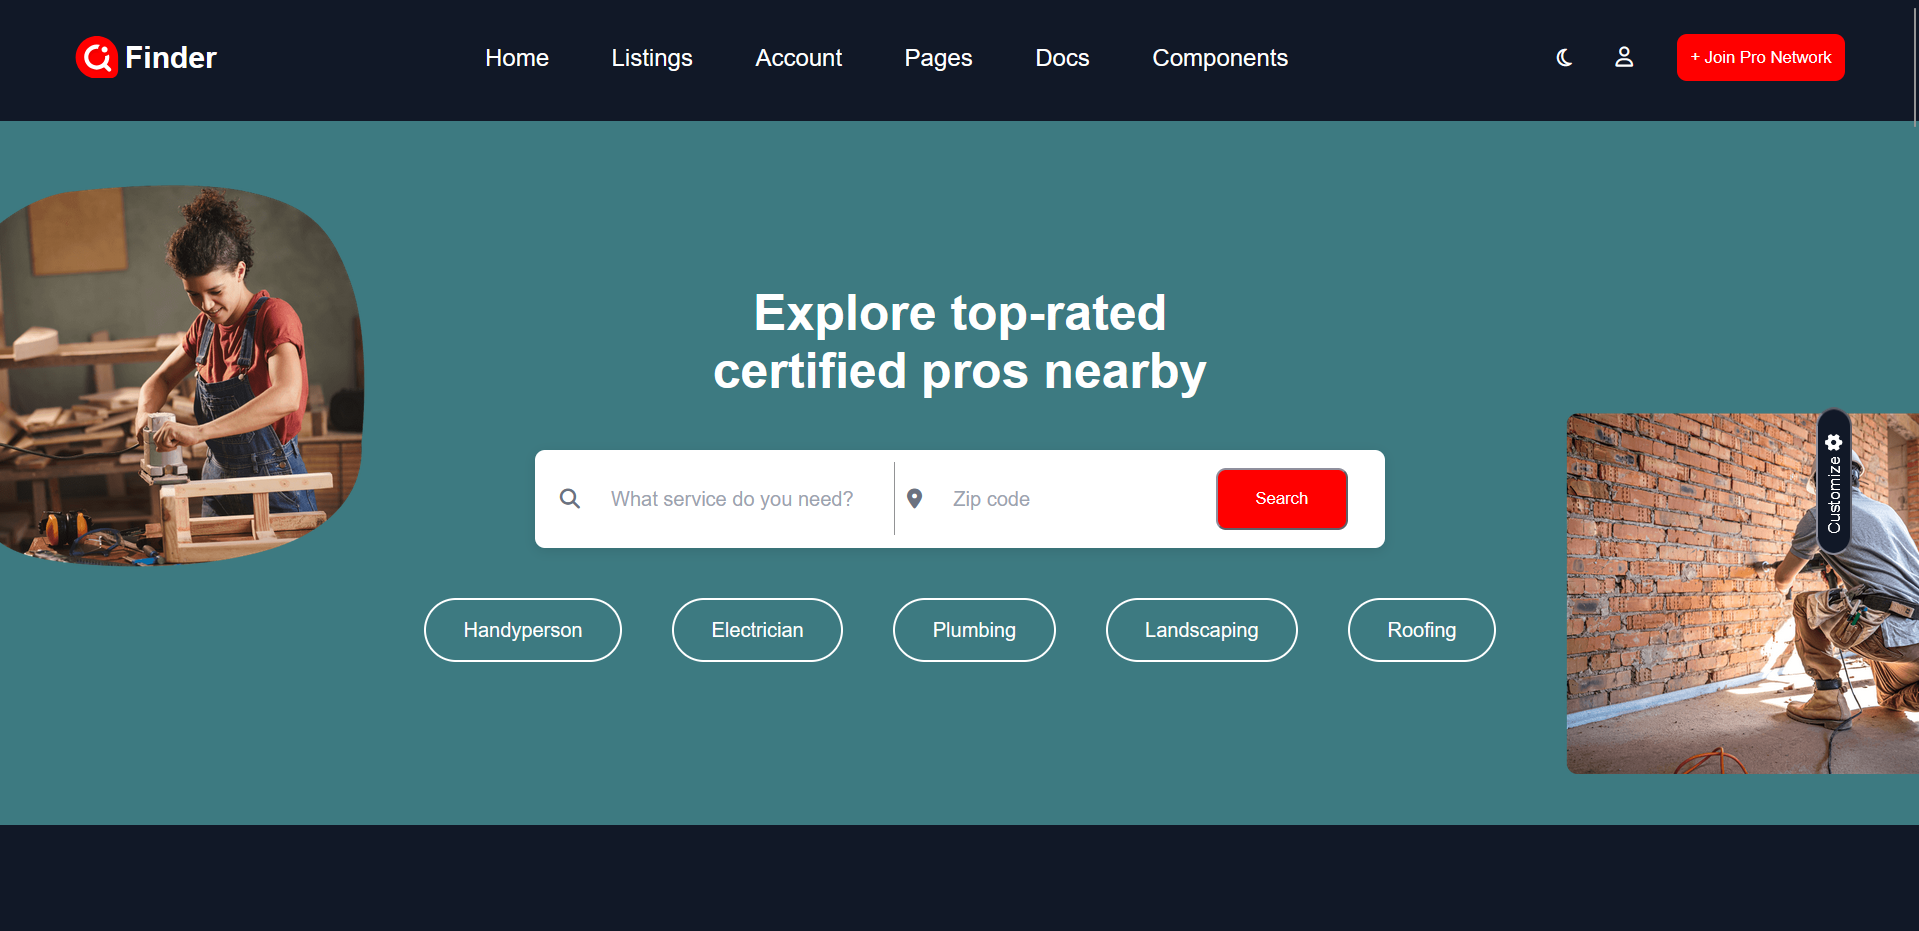 Finder
Home
Listings
Account
Pages
Docs
Components
+ Join Pro Network
Explore top-rated
certified pros nearby
What service do you need?
Zip code
Search
Customize
Handyperson
Electrician
Plumbing
Landscaping
Roofing